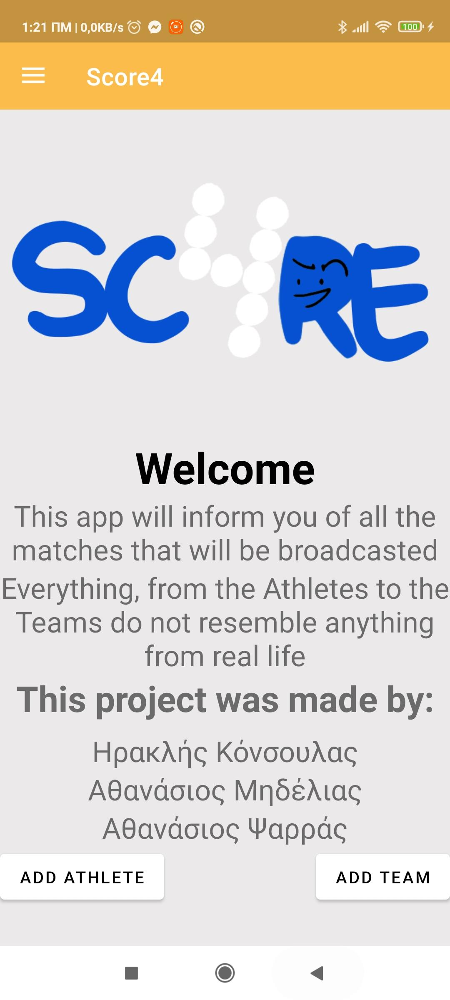 1:21 ΠΜ | 0,0KB/s
100
Score4
SC4RE
Welcome
This app will inform you of all the
matches that will be broadcasted
Everything, from the Athletes to the
Teams do not resemble anything
from real life
This project was made by:
Ηρακλής Κόνσουλας
Αθανάσιος Μηδέλιας
Αθανάσιος Ψαρράς
ADD ATHLETE
ADD TEAM